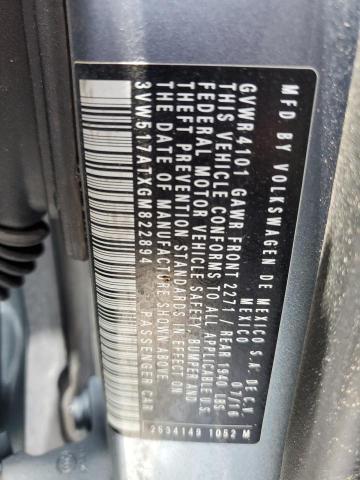 MFD BY VOLKSWAGEN DE MEXICO S.A. DE C.V.
MEXICO 07/16
GVWR 4101 GAWR FRONT 2271 / REAR 1940 LBS
THIS VEHICLE CONFORMS TO ALL APPLICABLE U.S.
FEDERAL MOTOR VEHICLE SAFETY, BUMPER AND
THEFT PREVENTION STANDARDS IN EFFECT ON
THE DATE OF MANUFACTURE SHOWN ABOVE
3VW517ATXGM822894 PASSENGER CAR
2534149 1052 M